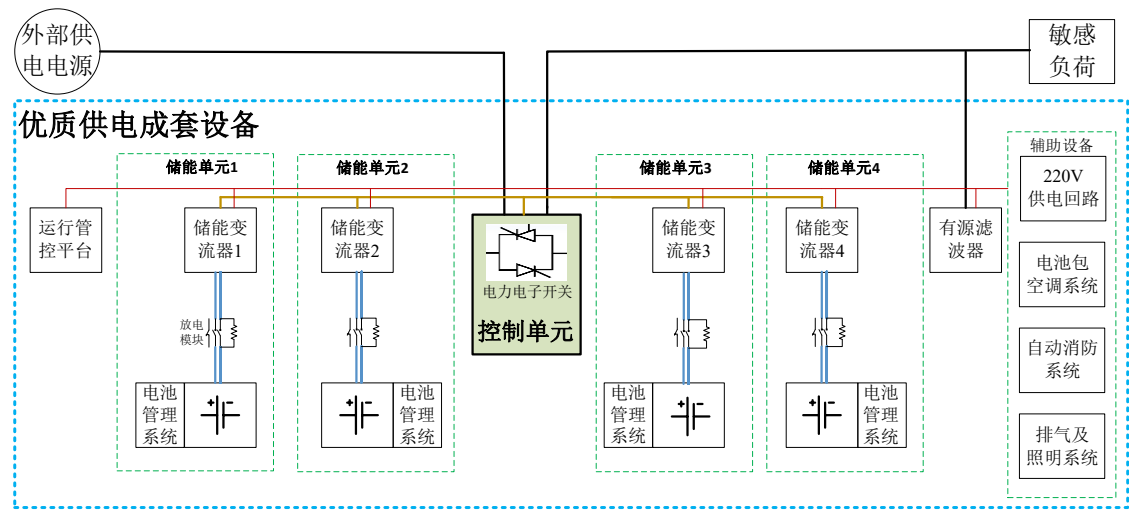 外部供
电电源
敏感
负荷
优质供电成套设备
储能单元1
储能单元2
储能单元3
储能单元4
辅助设备
220V
供电回路
运行管
控平台
储能变
流器1
储能变
流器2
电力电子开关
控制单元
储能变
流器3
储能变
流器4
有源滤
波器
电池包
空调系统
放电
模块
自动消防
系统
电池
管理
系统
电池
管理
系统
电池
管理
系统
电池
管理
系统
排气及
照明系统